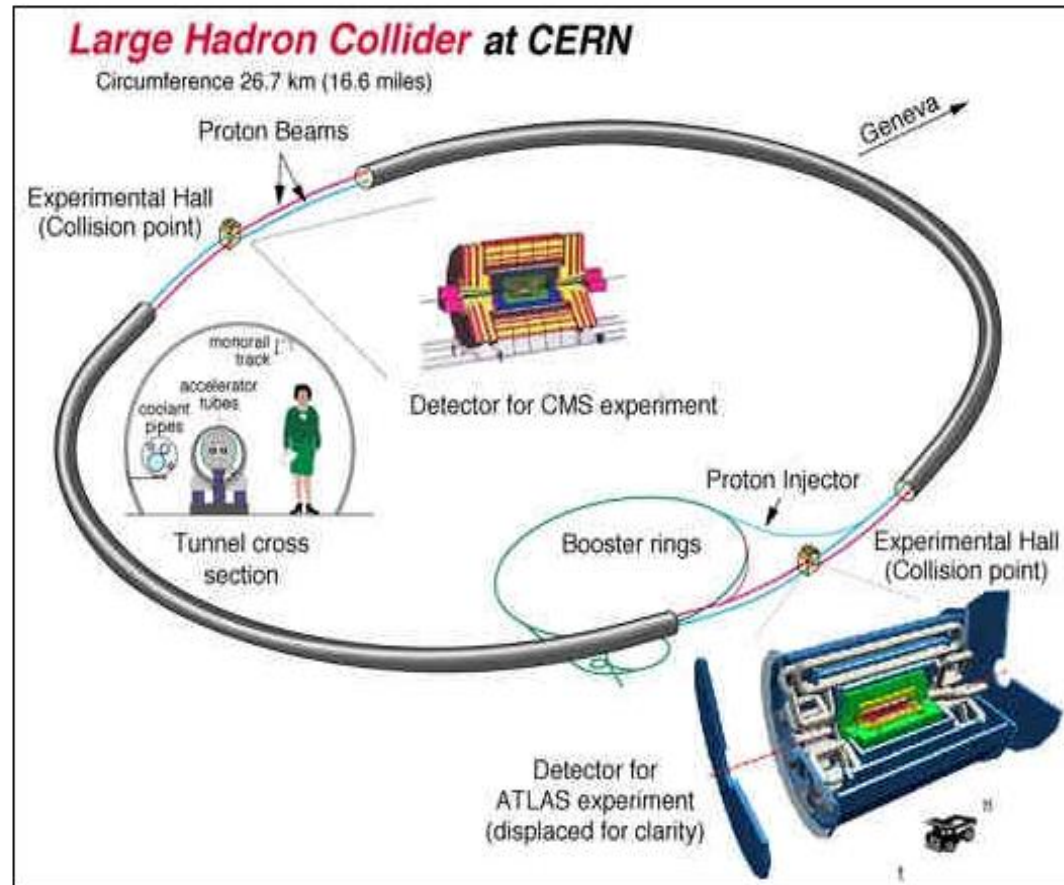 Large Hadron Collider at CERN
Circumference 26.7 km (16.6 miles)
Proton Beams
Geneva
Experimental Hall
(Collision point)
monorail
track
accelerator
tubes
coolant
pipes
Tunnel cross
section
Detector for CMS experiment
Proton Injector
Booster rings
Experimental Hall
(Collision point)
Detector for
ATLAS experiment
(displaced for clarity)